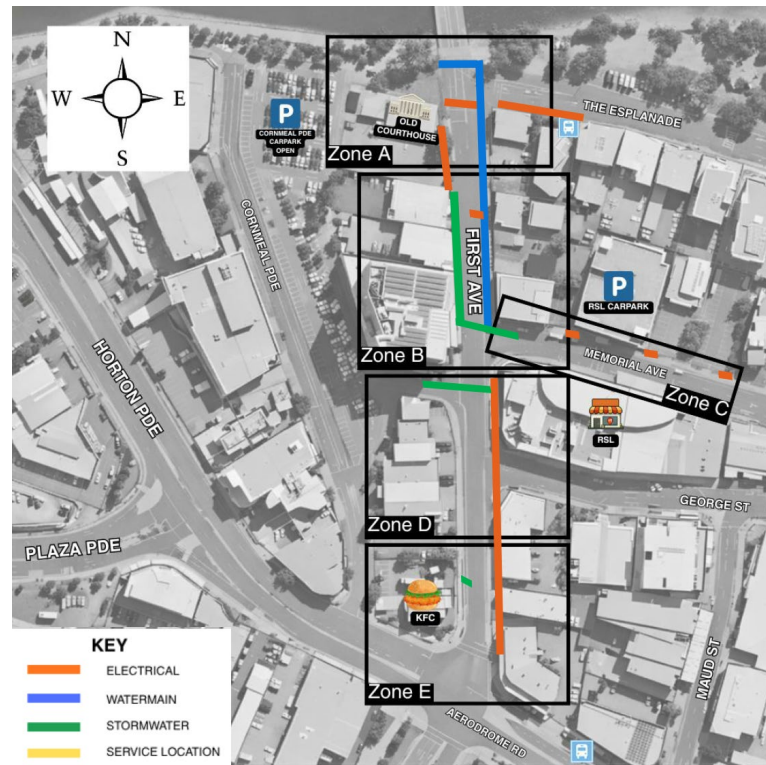 N
W
E
S
P
CORNMEAL PDE
CARPARK
OPEN
OLD
COURTHOUSE
Zone A
THE ESPLANADE
CORNMEAL PDE
FIRST AVE
P
RSL CARPARK
Zone B
MEMORIAL AVE
Zone C
HORTON PDE
RSL
GEORGE ST
Zone D
PLAZA PDE
KFC
MAUD ST
Zone E
AERODROME RD
KEY
ELECTRICAL
WATERMAIN
STORMWATER
SERVICE LOCATION